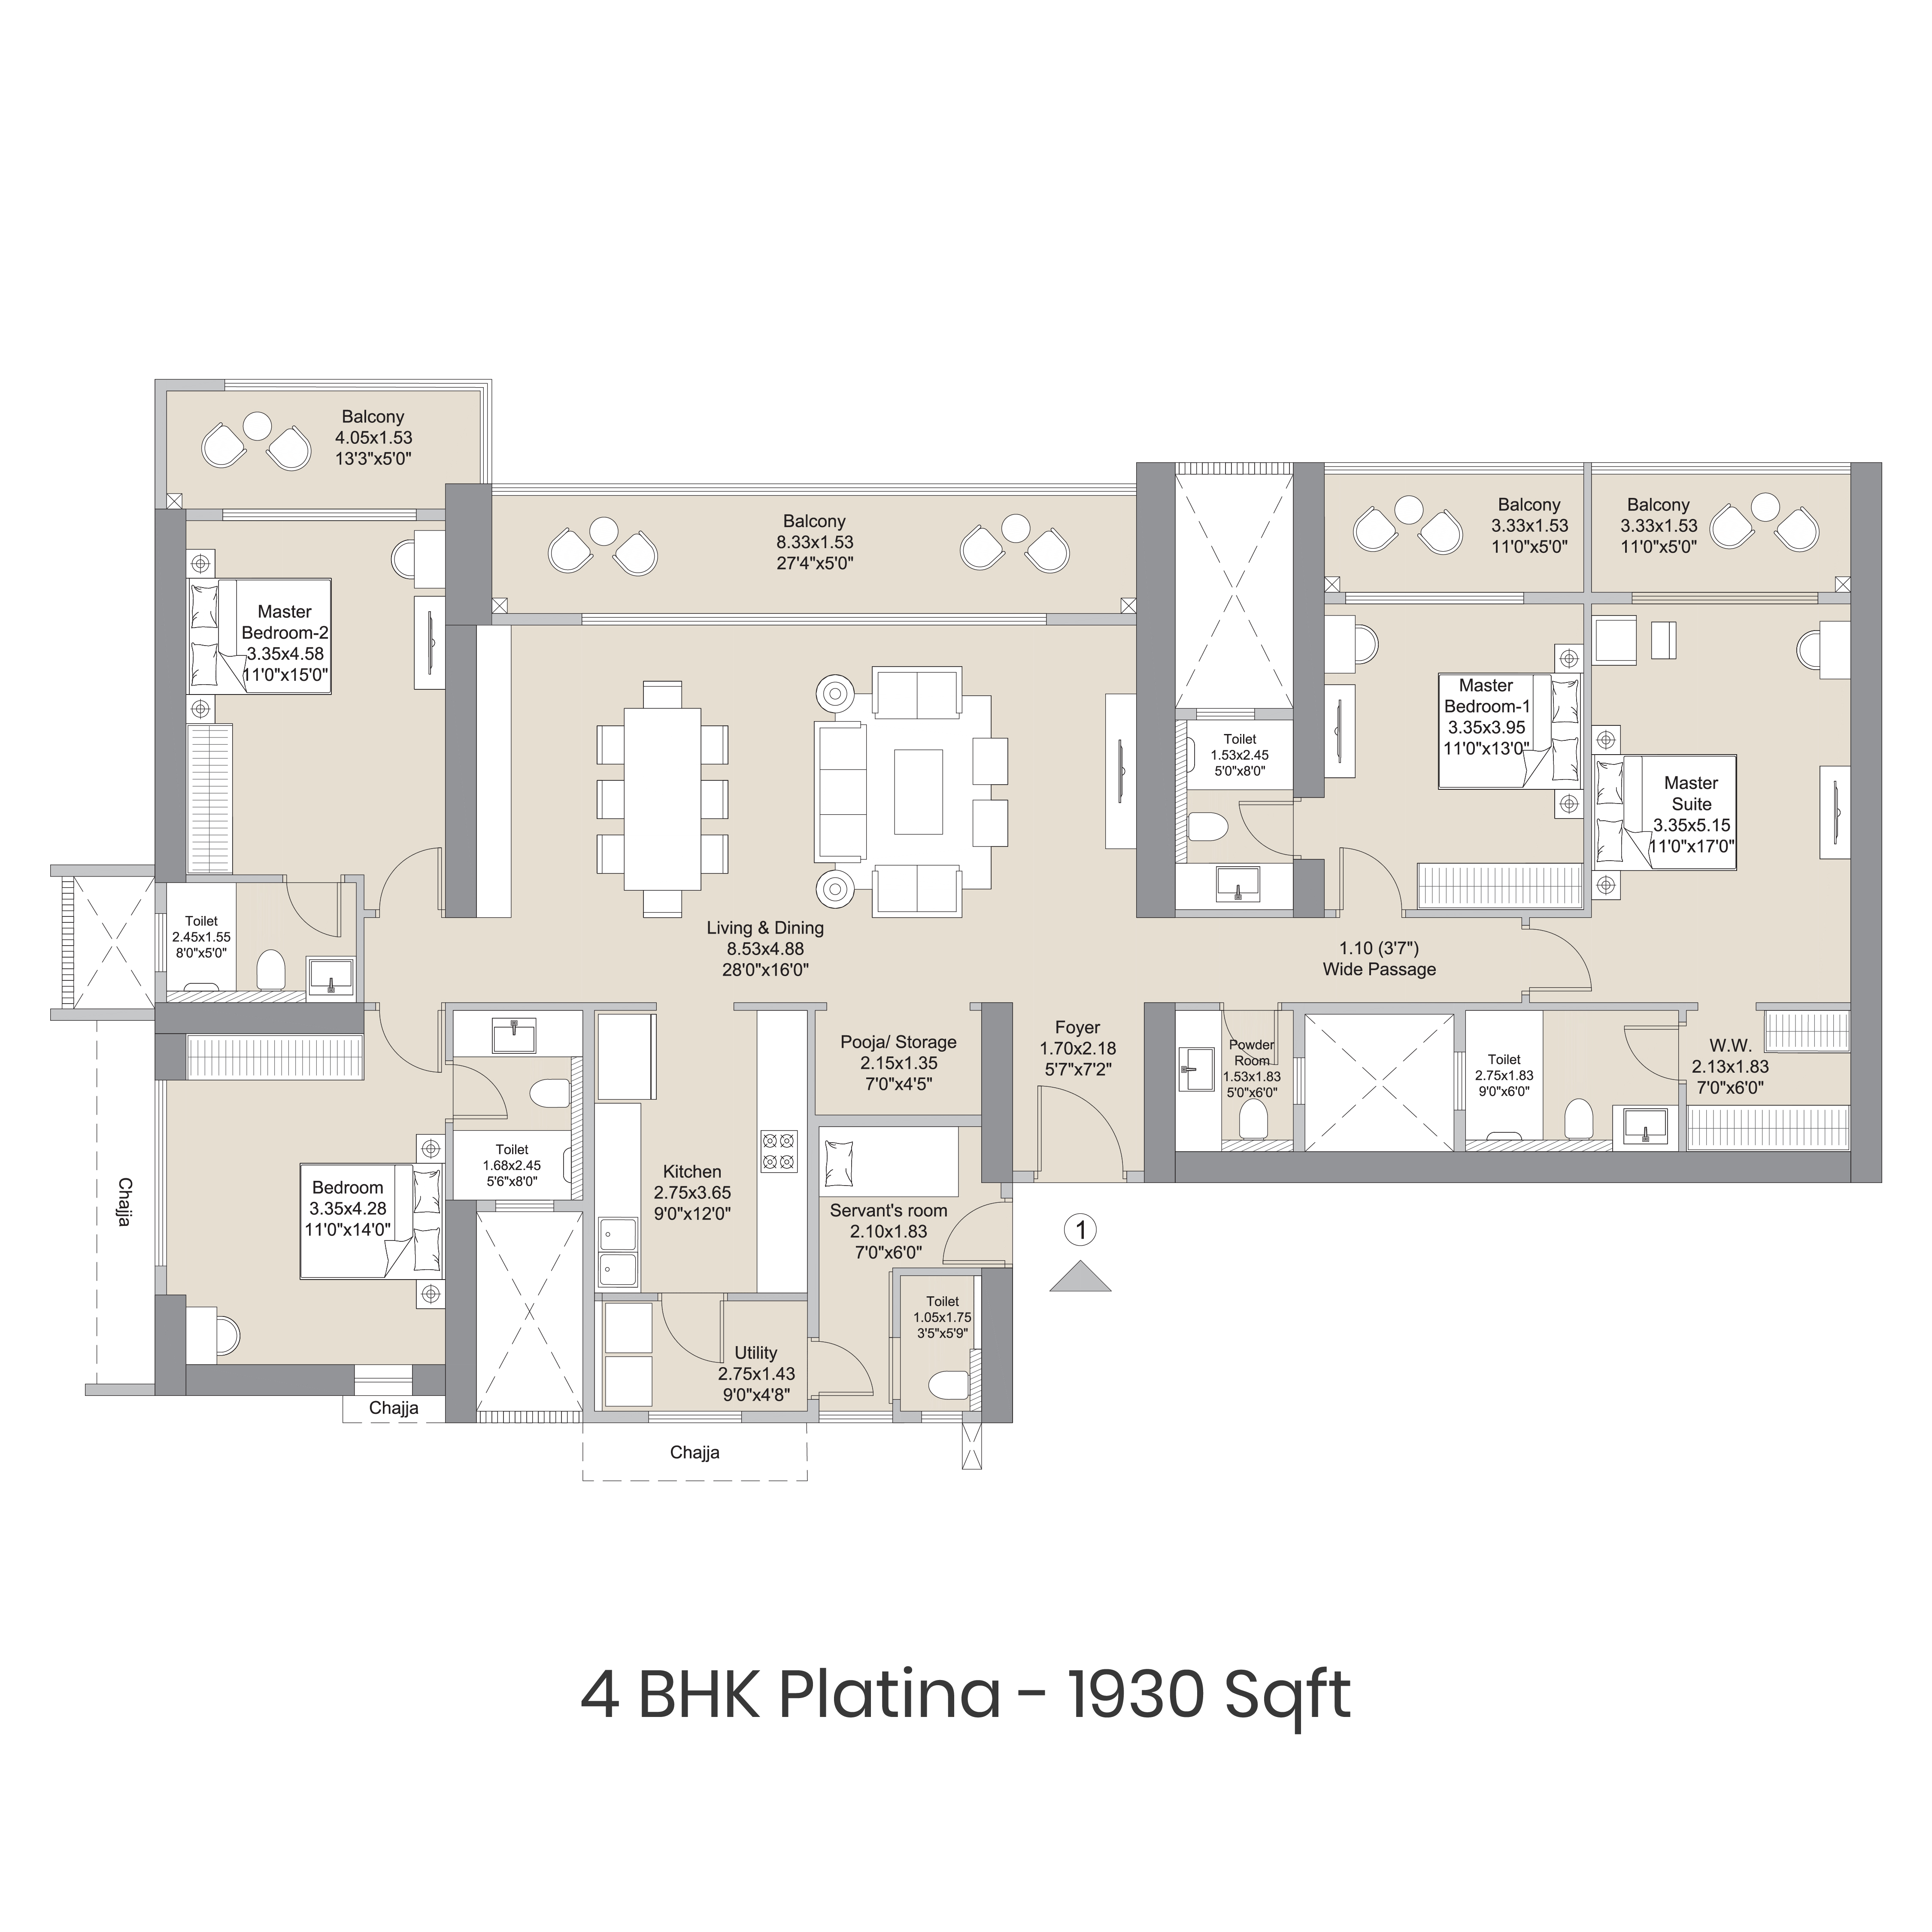 Balcony
4.05x1.53
13'3"x5'0"
Balcony
8.33x1.53
27'4"x5'0"
Balcony
3.33x1.53
11'0"x5'0"
Balcony
3.33x1.53
11'0"x5'0"
Master
Bedroom-2
3.35x4.58
11'0"x15'0"
Master
Bedroom-1
3.35x3.95
11'0"x13'0"
Toilet
1.53x2.45
5'0"x8'0"
Master
Suite
3.35x5.15
11'0"x17'0"
Toilet
2.45x1.55
8'0"x5'0"
Living & Dining
8.53x4.88
28'0"x16'0"
1.10 (3'7")
Wide Passage
Foyer
1.70x2.18
5'7"x7'2"
Pooja/ Storage
2.15x1.35
7'0"x4'5"
Powder
Room
1.53x1.83
5'0"x6'0"
Toilet
2.75x1.83
9'0"x6'0"
W.W.
2.13x1.83
7'0"x6'0"
Toilet
1.68x2.45
5'6"x8'0"
Kitchen
2.75x3.65
9'0"x12'0"
Bedroom
3.35x4.28
11'0"x14'0"
Chajja
Servant's room
2.10x1.83
7'0"x6'0"
1
Toilet
1.05x1.75
3'5"x5'9"
Utility
2.75x1.43
9'0"x4'8"
Chajja
Chajja
4 BHK Platina - 1930 Sqft